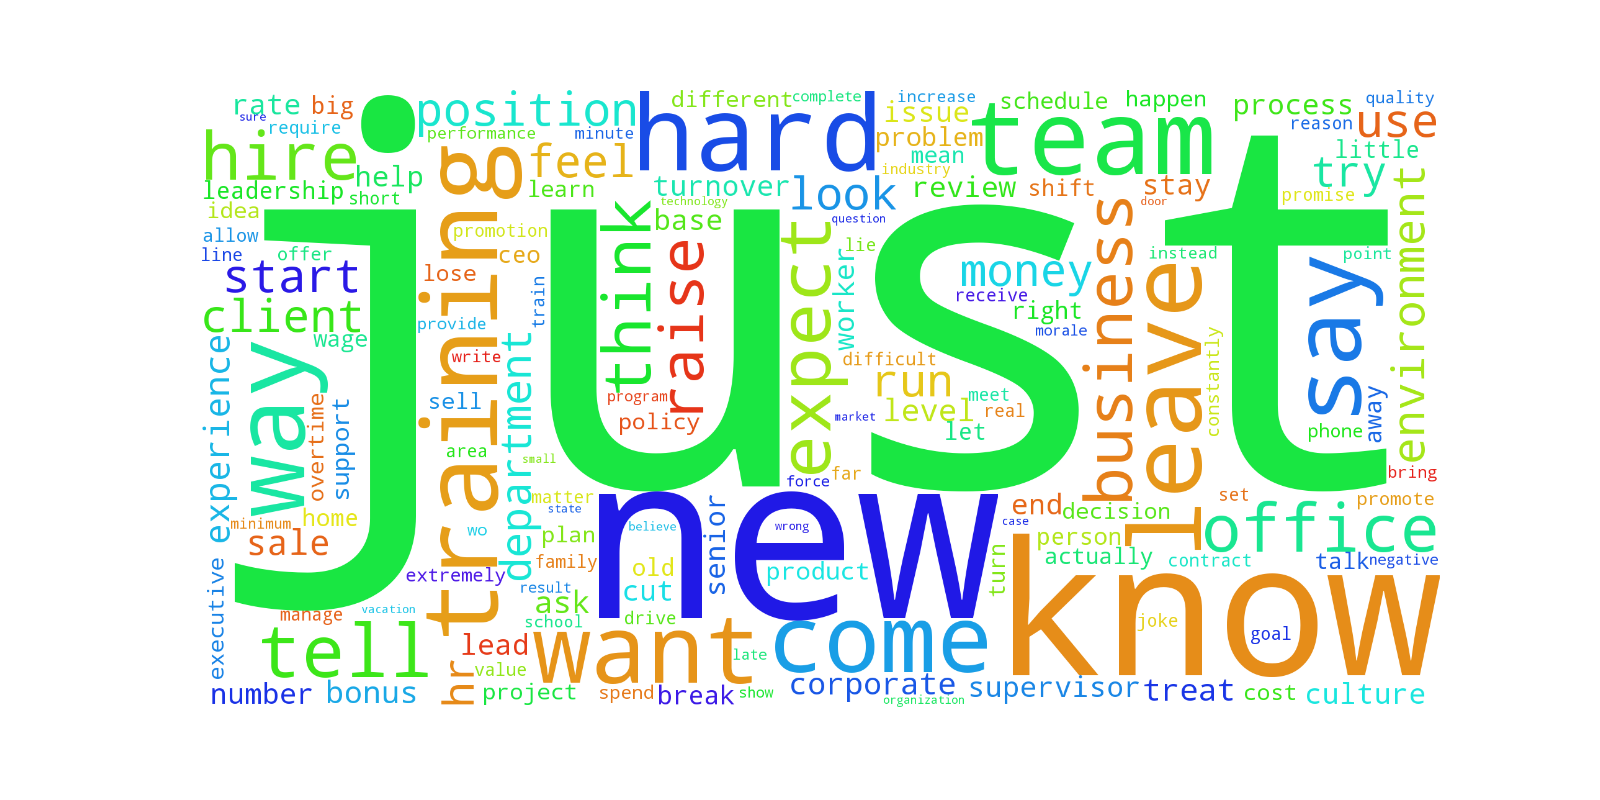 just
new
know
hard
team
training
leave
say
way
office
want
come
tell
hire
position
feel
look
try
use
business
expect
think
raise
environment
money
run
start
client
department
experience
different
complete
increase
schedule
happen
process
quality
rate
big
sure
require
performance
minute
issue
problem
mean
industry
reason
little
leadership
help
short
learn
turnover
technology
base
review
shift
stay
door
promise
idea
allow
line
offer
promotion
ceo
lose
question
lie
worker
instead
point
provide
train
wage
write
receive
right
morale
constantly
difficult
program
policy
level
meet
real
market
let
phone
away
bring
sell
overtime
support
area
small
force
far
minimum
home
sale
wo
matter
state
believe
wrong
senior
end
decision
case
set
promote
plan
family
old
cut
product
person
actually
turn
contract
talk
negative
executive
extremely
result
ask
school
drive
manage
vacation
lead
value
hr
late
joke
goal
number
bonus
project
spend
break
show
corporate
organization
supervisor
treat
cost
culture